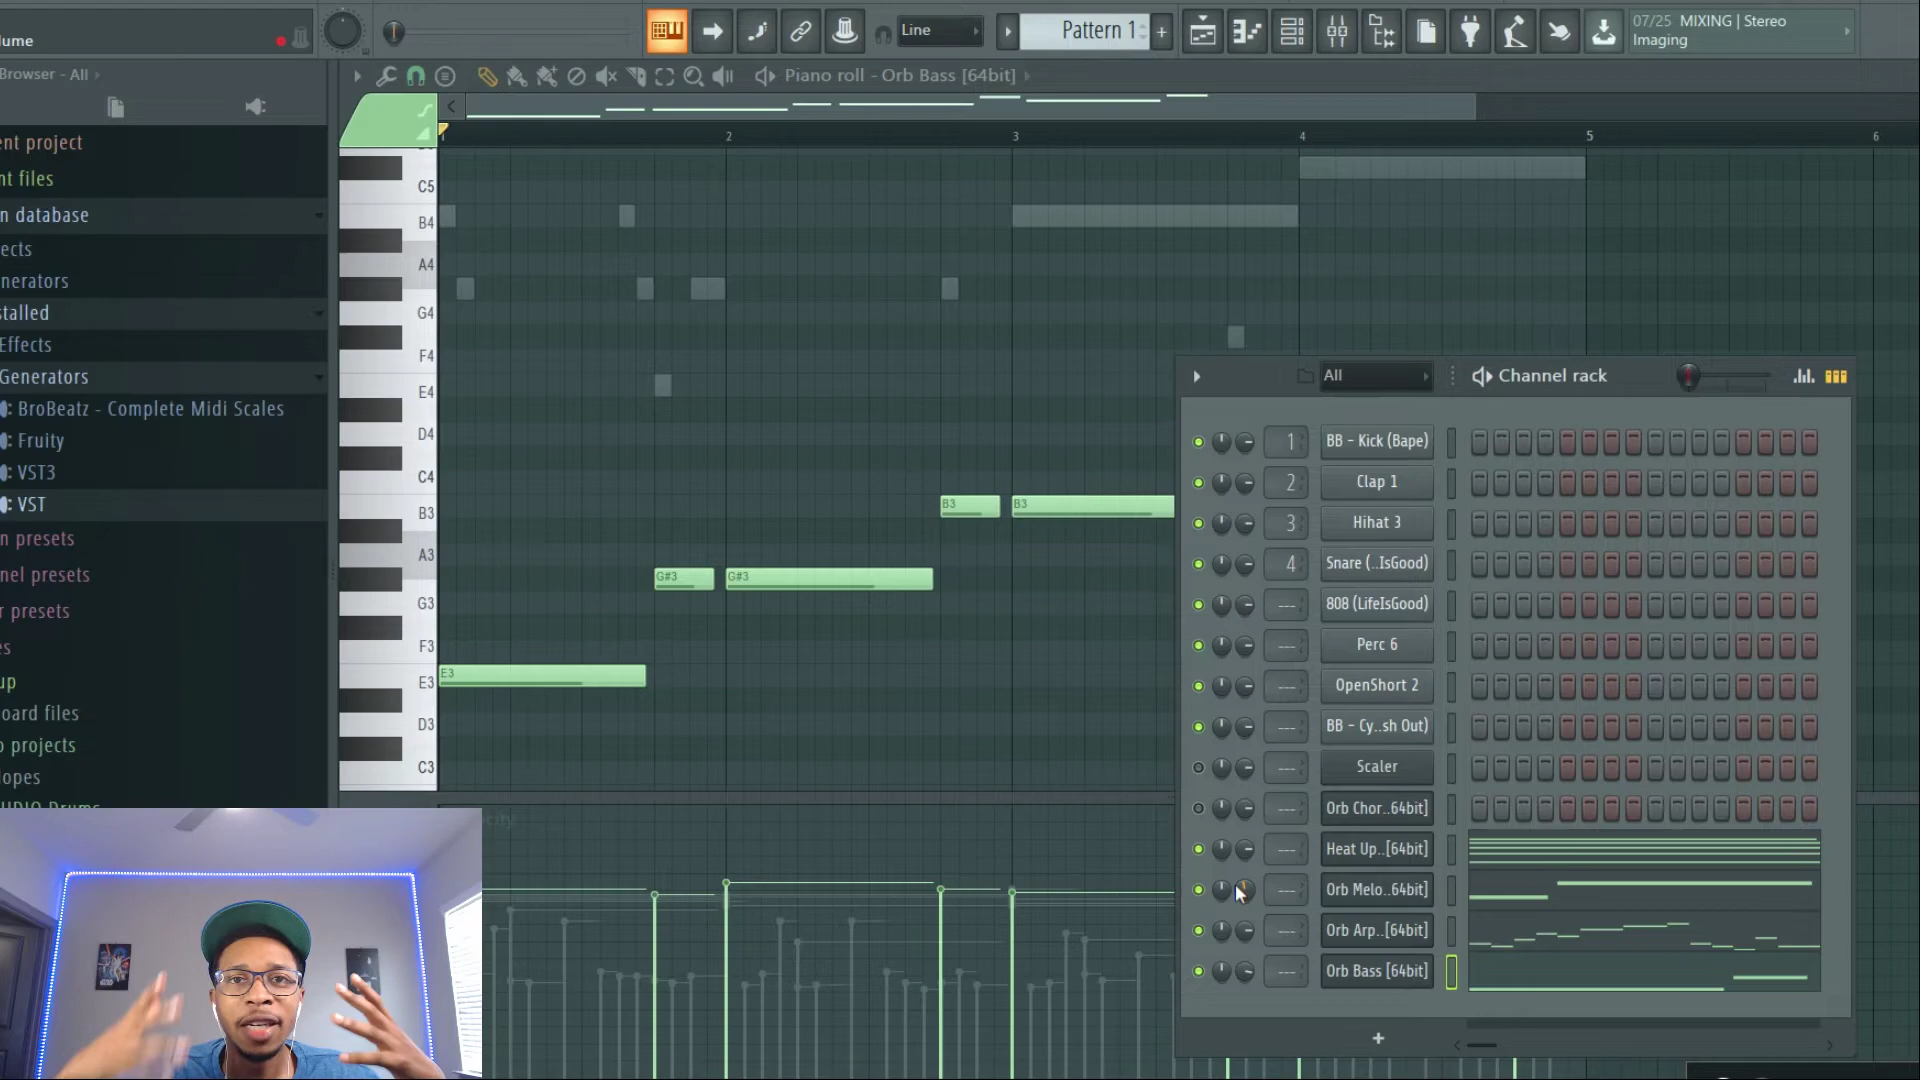 lume
Line
Pattern 1
07/25 MIXING | Stereo
Imaging
Browser - All
Piano roll - Orb Bass [64bit]
1
2
3
4
5
6
ent project
nt files
n database
ects
nerators
stalled
Effects
Generators
BroBeatz - Complete Midi Scales
Fruity
VST3
VST
n presets
nel presets
r presets
es
up
oard files
o projects
lopes
C5
B4
A4
G4
F4
E4
D4
C4
B3
A3
G3
F3
E3
D3
C3
B3
B3
G#3
G#3
E3
All
Channel rack
1
BB - Kick (Bape)
2
Clap 1
3
Hihat 3
4
Snare (..IsGood)
---
808 (LifeIsGood)
---
Perc 6
---
OpenShort 2
---
BB - Cy..sh Out)
---
Scaler
---
Orb Chor..64bit]
---
Heat Up..[64bit]
---
Orb Melo..64bit]
---
Orb Arp..[64bit]
---
Orb Bass [64bit]